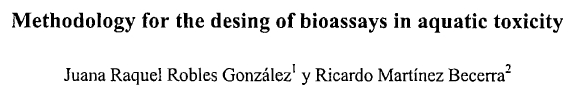 Methodology for the desing of bioassays in aquatic toxicity
Juana Raquel Robles González¹ y Ricardo Martínez Becerra²